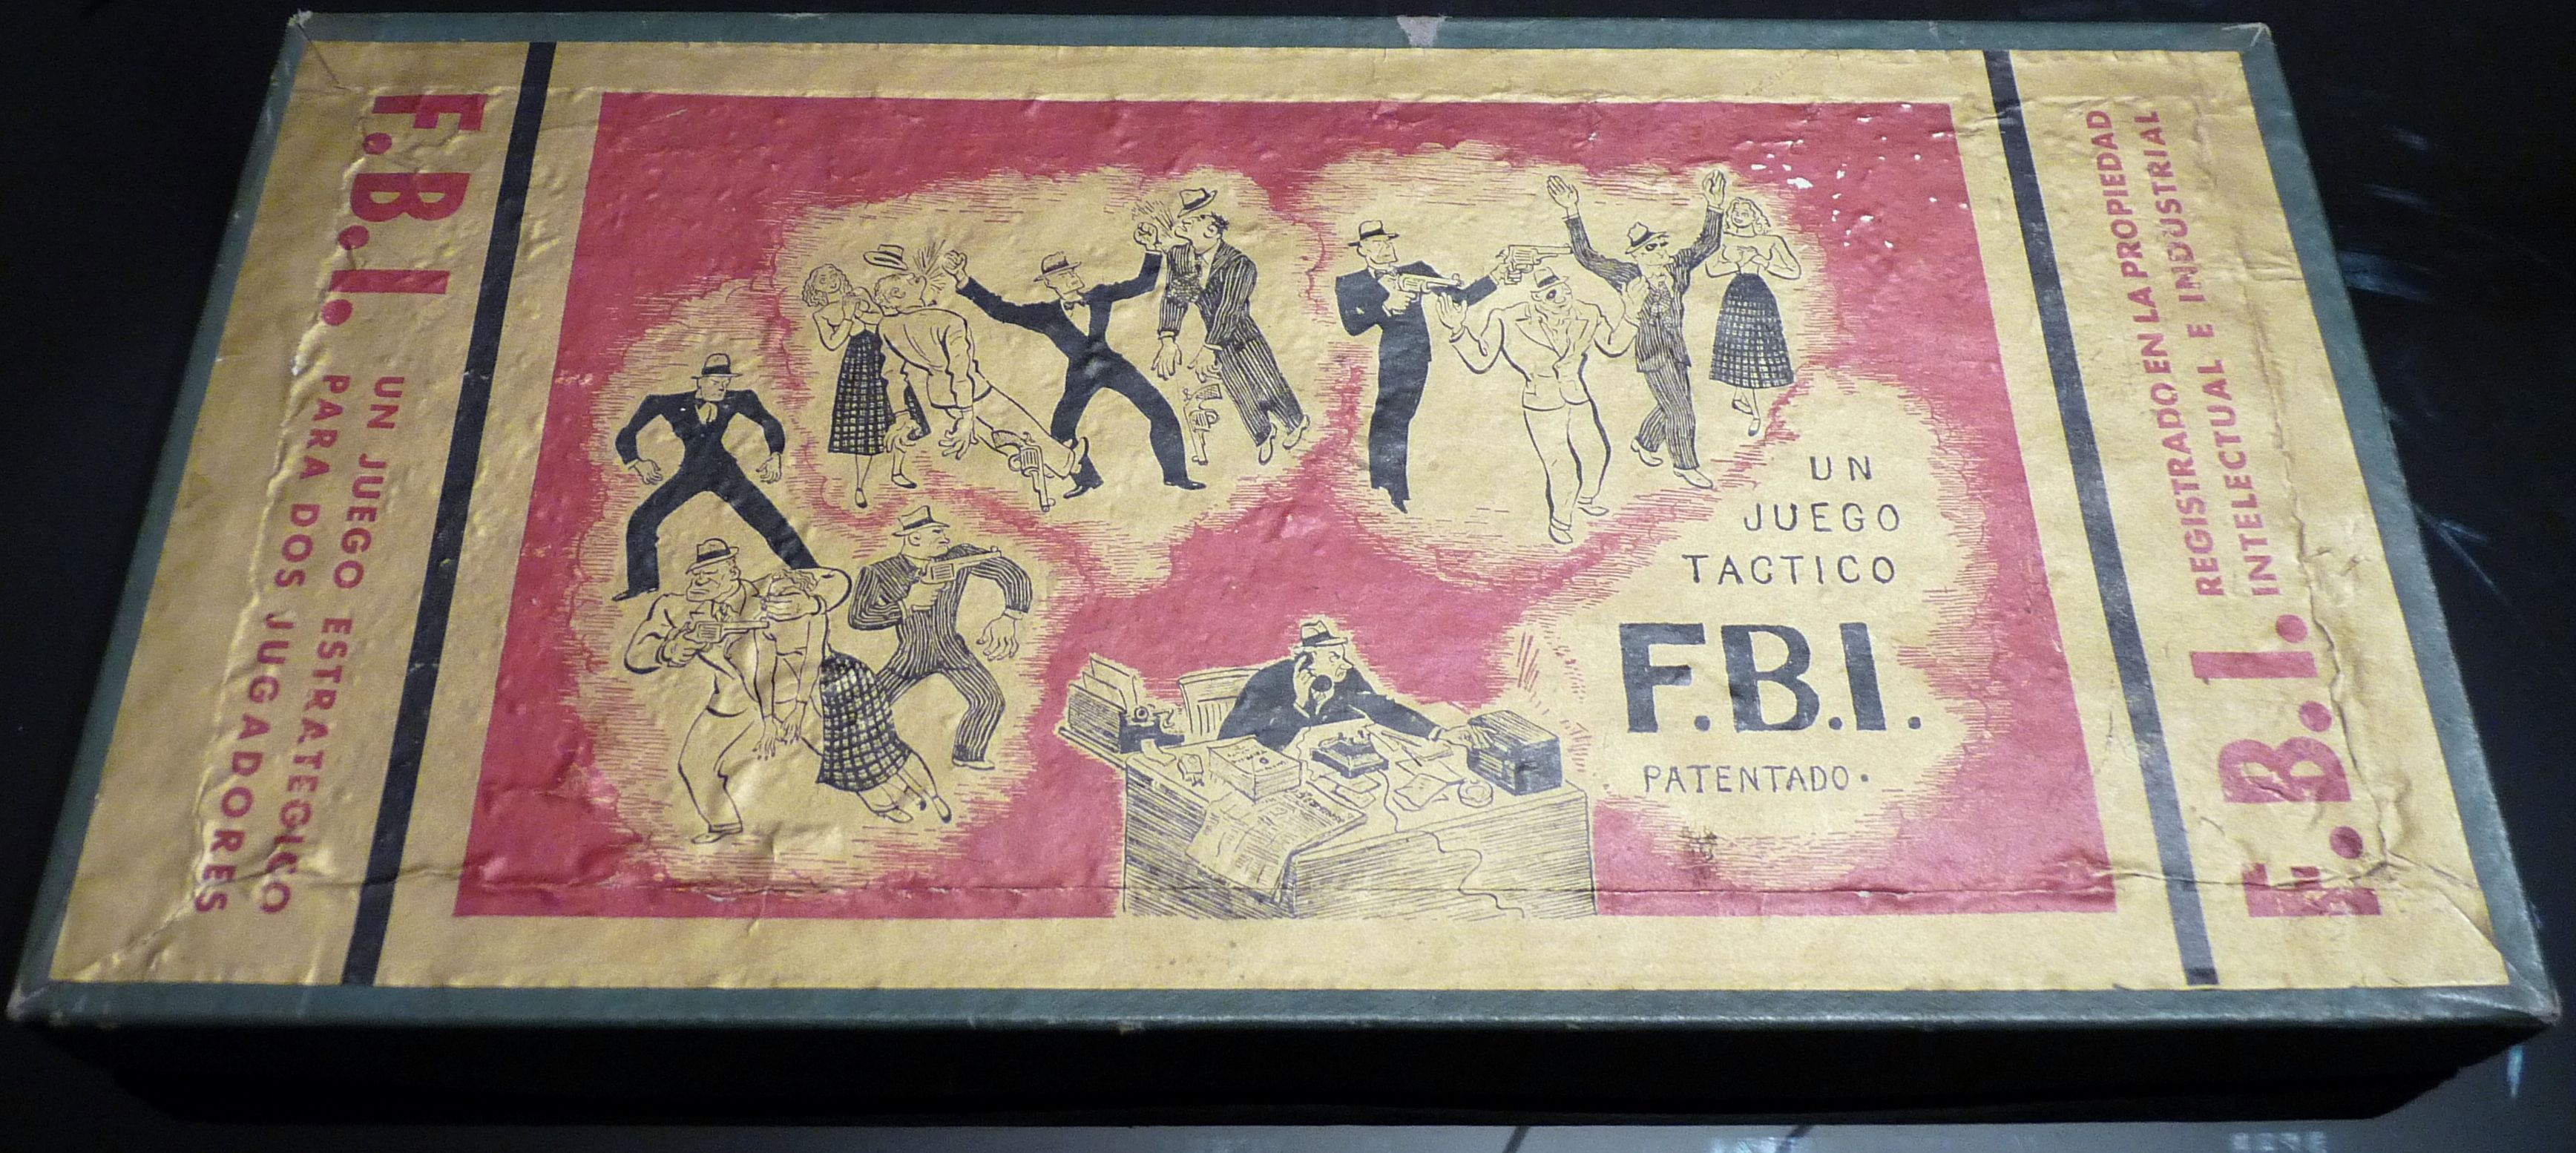 F.B.I.
UN JUEGO ESTRATEGICO
PARA DOS JUGADORES
UN
JUEGO
TACTICO
F.B.I.
PATENTADO.
F.B.I.
REGISTRADO EN LA PROPIEDAD
INTELECTUAL E INDUSTRIAL